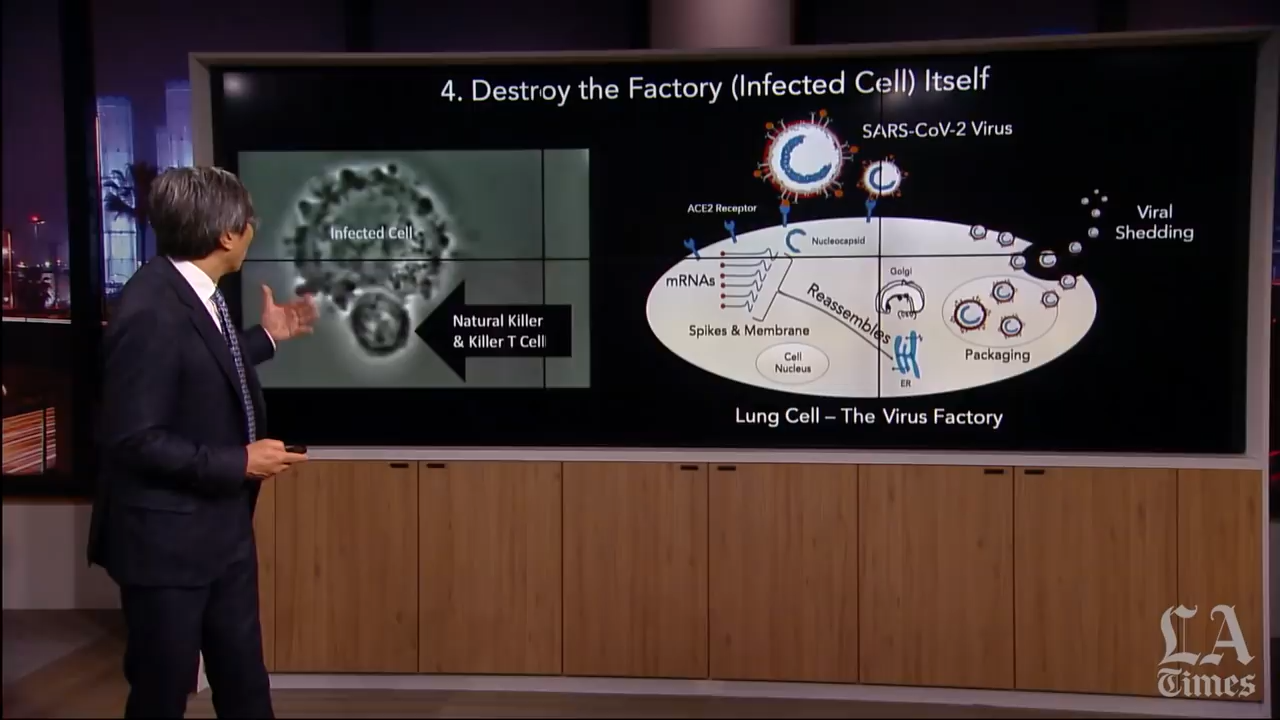 4. Destroy the Factory (Infected Cell) Itself
SARS-CoV-2 Virus
Infected Cell
Natural Killer
& Killer T Cell
ACE2 Receptor
Nucleocapsid
mRNAs
Spikes & Membrane
Reassembles
Golgi
ER
Cell
Nucleus
Packaging
Viral
Shedding
Lung Cell – The Virus Factory
LA
Times